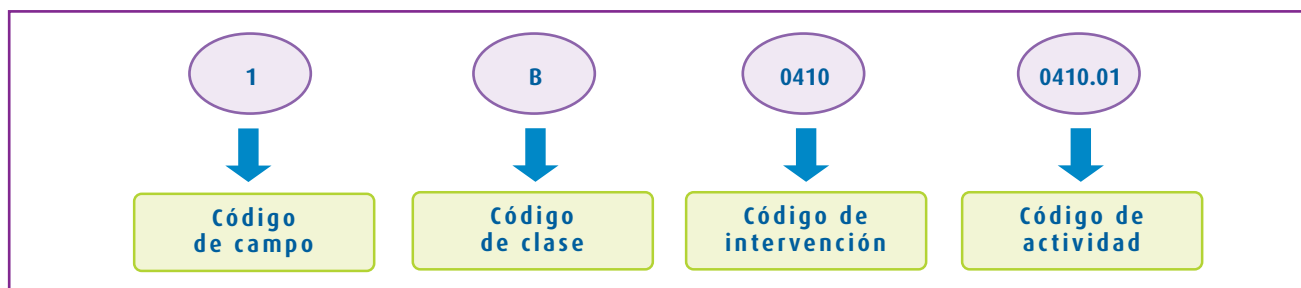 1
B
0410
0410.01
Código
de campo
Código
de clase
Código de
intervención
Código de
actividad